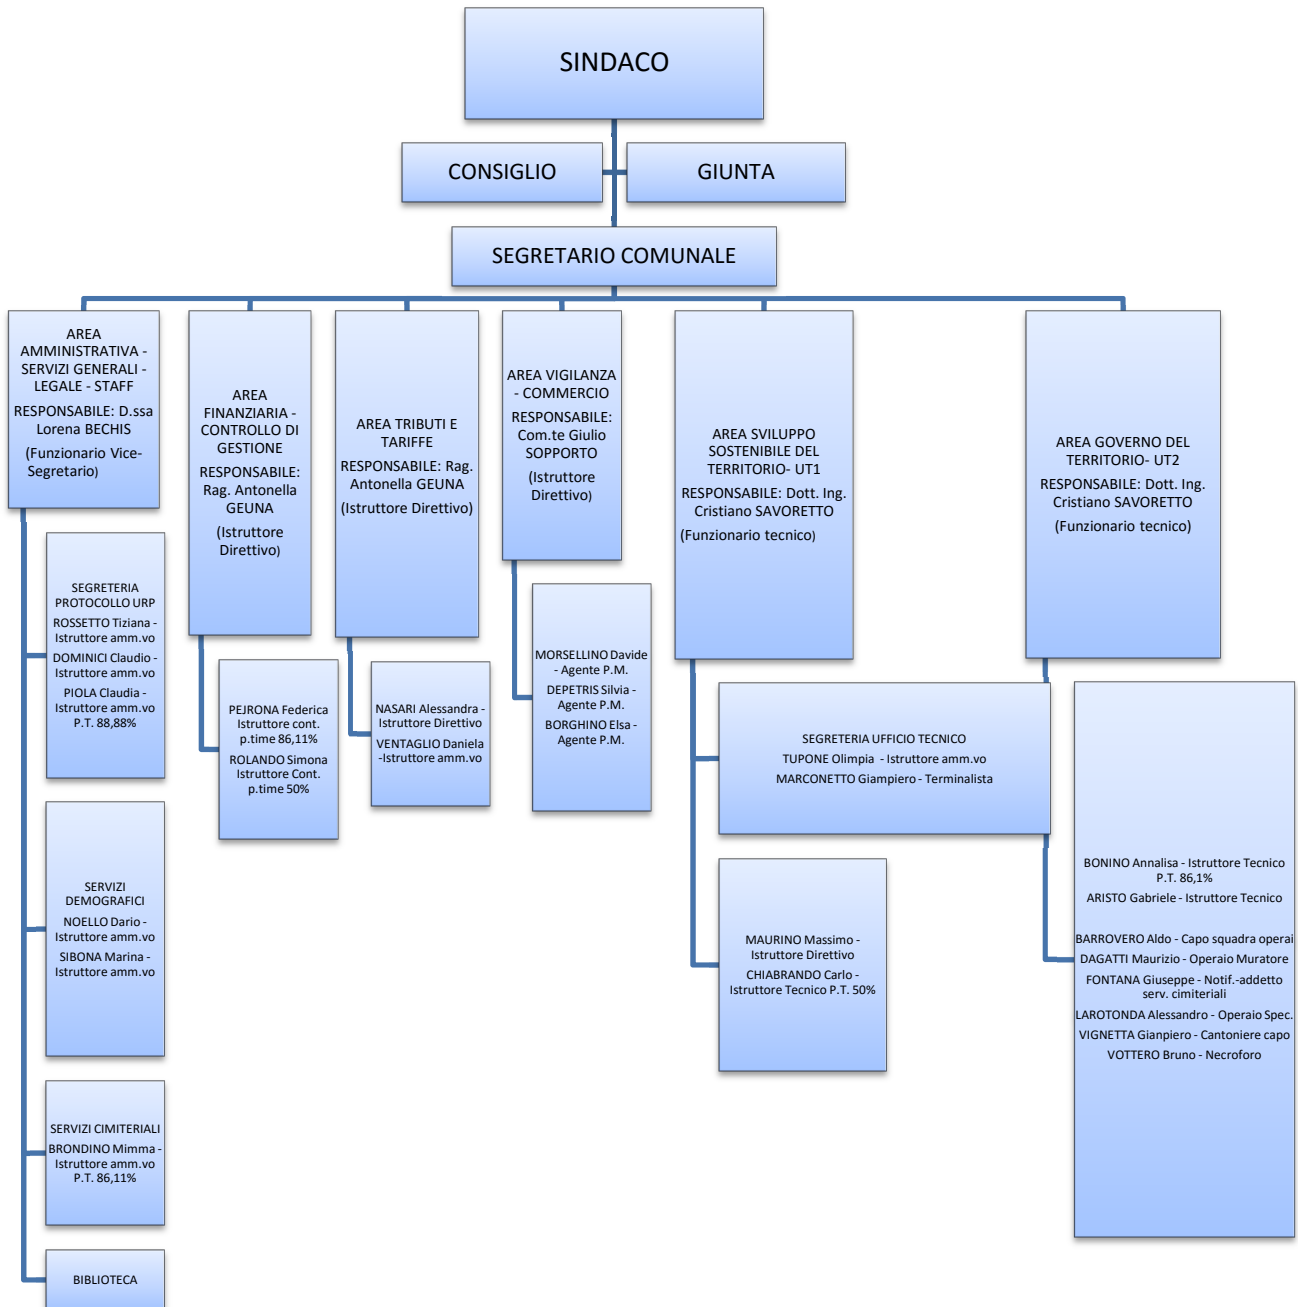 SINDACO
CONSIGLIO
GIUNTA
SEGRETARIO COMUNALE
AREA
AMMINISTRATIVA -
SERVIZI GENERALI -
LEGALE - STAFF
RESPONSABILE: D.ssa
Lorena BECHIS
(Funzionario Vice-
Segretario)
SEGRETERIA
PROTOCOLLO URP
ROSSETTO Tiziana -
Istruttore amm.vo
DOMINICI Claudio -
Istruttore amm.vo
PIOLA Claudia -
Istruttore amm.vo
P.T. 88,88%
SERVIZI
DEMOGRAFICI
NOELLO Dario -
Istruttore amm.vo
SIBONA Marina -
Istruttore amm.vo
SERVIZI CIMITERIALI
BRONDINO Mimma -
Istruttore amm.vo
P.T. 86,11%
BIBLIOTECA
AREA
FINANZIARIA -
CONTROLLO DI
GESTIONE
RESPONSABILE:
Rag. Antonella
GEUNA
(Istruttore
Direttivo)
PEJRONA Federica
Istruttore cont.
p.time 86,11%
ROLANDO Simona
Istruttore Cont.
p.time 50%
AREA TRIBUTI E
TARIFFE
RESPONSABILE: Rag.
Antonella GEUNA
(Istruttore Direttivo)
NASARI Alessandra -
Istruttore Direttivo
VENTAGLIO Daniela
-Istruttore amm.vo
AREA VIGILANZA
- COMMERCIO
RESPONSABILE:
Com.te Giulio
SOPPORTO
(Istruttore
Direttivo)
MORSELLINO Davide
- Agente P.M.
DEPETRIS Silvia -
Agente P.M.
BORGHINO Elsa -
Agente P.M.
AREA SVILUPPO
SOSTENIBILE DEL
TERRITORIO- UT1
RESPONSABILE: Dott. Ing.
Cristiano SAVORETTO
(Funzionario tecnico)
SEGRETERIA UFFICIO TECNICO
TUPONE Olimpia - Istruttore amm.vo
MARCONETTO Giampiero - Terminalista
MAURINO Massimo -
Istruttore Direttivo
CHIABRANDO Carlo -
Istruttore Tecnico P.T. 50%
AREA GOVERNO DEL
TERRITORIO- UT2
RESPONSABILE: Dott. Ing.
Cristiano SAVORETTO
(Funzionario tecnico)
BONINO Annalisa - Istruttore Tecnico
P.T. 86,1%
ARISTO Gabriele - Istruttore Tecnico
BARROVERO Aldo - Capo squadra operai
DAGATTI Maurizio - Operaio Muratore
FONTANA Giuseppe - Notif.-addetto
serv. cimiteriali
LAROTONDA Alessandro - Operaio Spec.
VIGNETTA Gianpiero - Cantoniere capo
VOTTERO Bruno - Necroforo